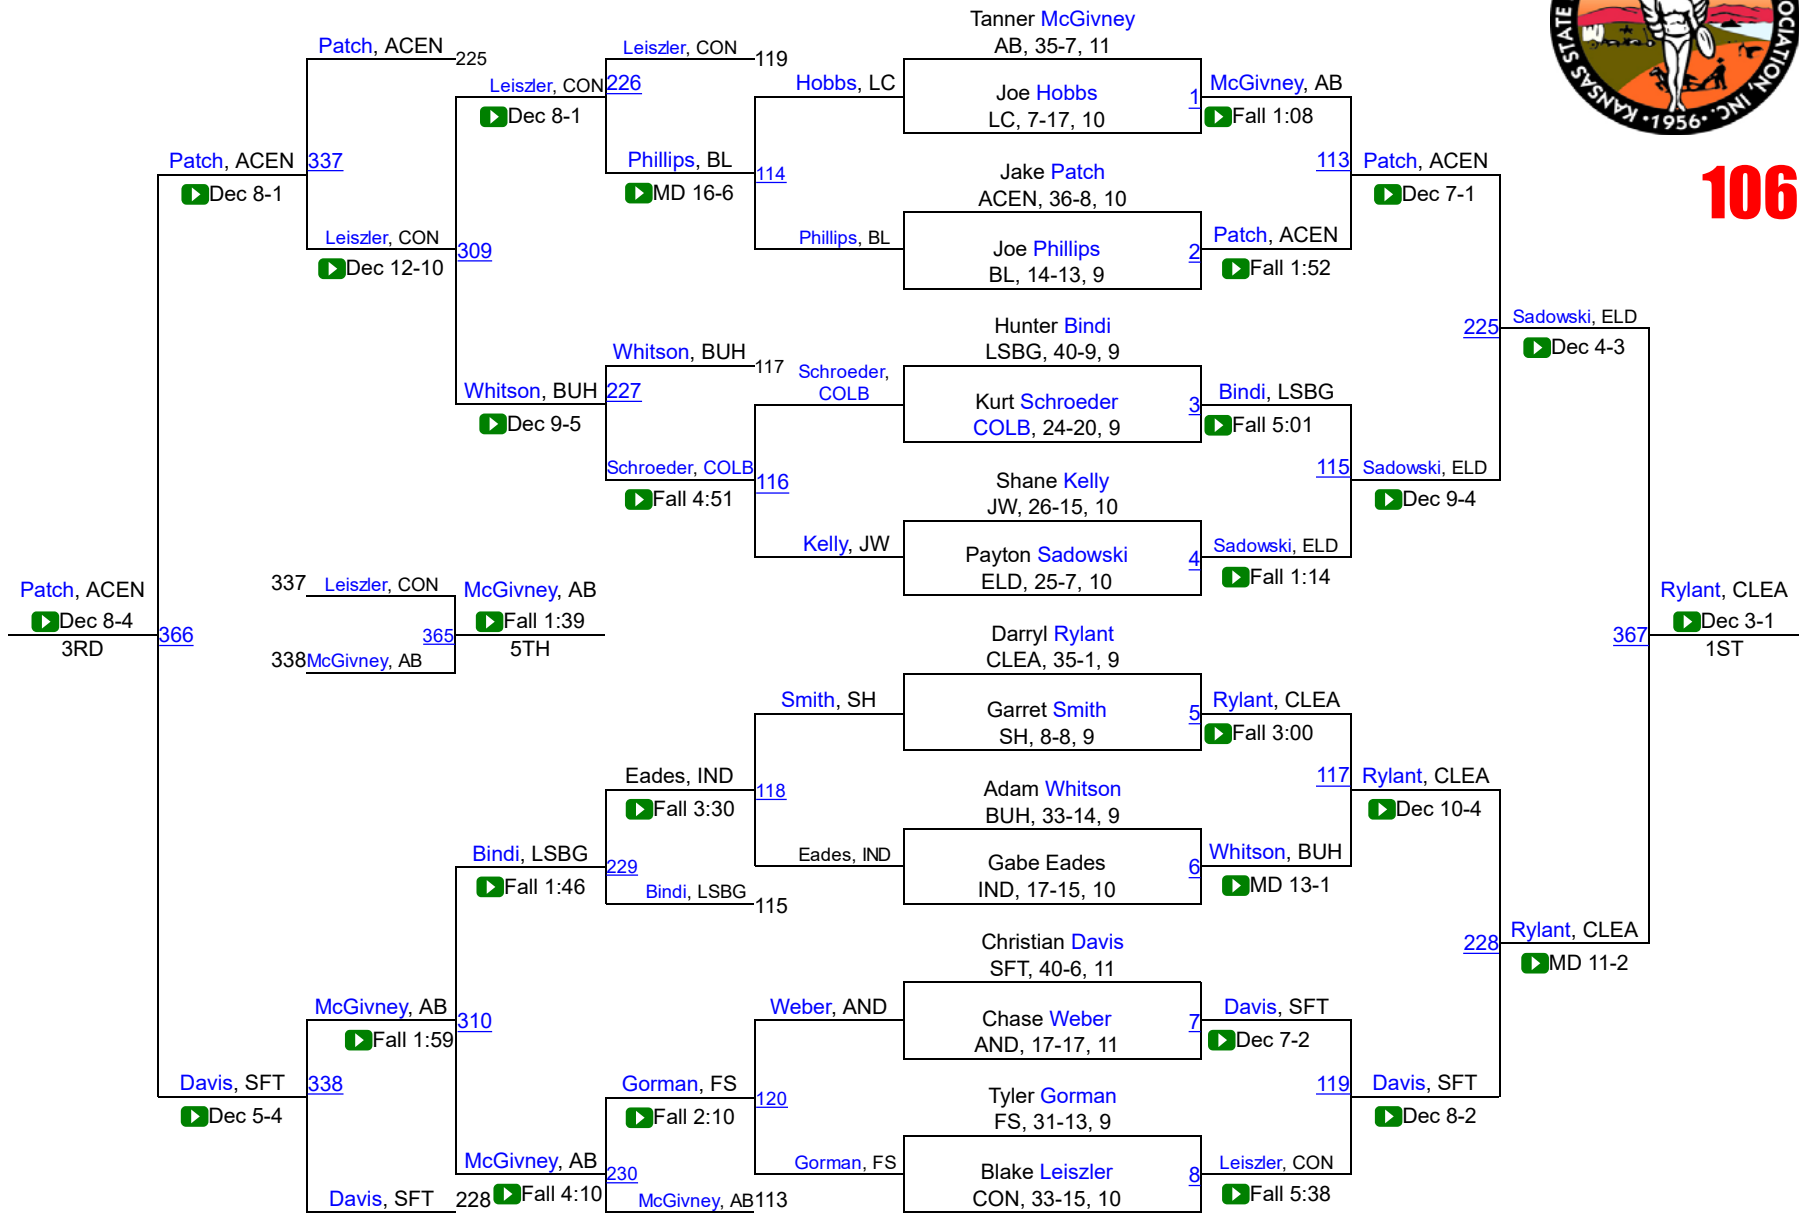 Tanner McGivney
AB, 35-7, 11
Joe Hobbs
LC, 7-17, 10
Jake Patch
ACEN, 36-8, 10
Joe Phillips
BL, 14-13, 9
Hunter Bindi
LSBG, 40-9, 9
Kurt Schroeder
COLB, 24-20, 9
Shane Kelly
JW, 26-15, 10
Payton Sadowski
ELD, 25-7, 10
Darryl Rylant
CLEA, 35-1, 9
Garret Smith
SH, 8-8, 9
Adam Whitson
BUH, 33-14, 9
Gabe Eades
IND, 17-15, 10
Christian Davis
SFT, 40-6, 11
Chase Weber
AND, 17-17, 11
Tyler Gorman
FS, 31-13, 9
Blake Leiszler
CON, 33-15, 10
1
McGivney, AB
Fall 1:08
2
Patch, ACEN
Fall 1:52
3
Bindi, LSBG
Fall 5:01
4
Sadowski, ELD
Fall 1:14
5
Rylant, CLEA
Fall 3:00
6
Whitson, BUH
MD 13-1
7
Davis, SFT
Dec 7-2
8
Leiszler, CON
Fall 5:38
113
Patch, ACEN
Dec 7-1
115
Sadowski, ELD
Dec 9-4
117
Rylant, CLEA
Dec 10-4
119
Davis, SFT
Dec 8-2
225
Sadowski, ELD
Dec 4-3
228
Rylant, CLEA
MD 11-2
367
Rylant, CLEA
Dec 3-1
1ST
KANSAS STATE
OCIATION, INC.
·1956·
106
Hobbs, LC
Phillips, BL
Schroeder,
COLB
Kelly, JW
Smith, SH
Eades, IND
Weber, AND
Gorman, FS
Leiszler, CON
119
114
Phillips, BL
MD 16-6
Whitson, BUH
117
116
Schroeder, COLB
Fall 4:51
118
Eades, IND
Fall 3:30
Bindi, LSBG
115
120
Gorman, FS
Fall 2:10
McGivney, AB
113
226
Leiszler, CON
Dec 8-1
227
Whitson, BUH
Dec 9-5
229
Bindi, LSBG
Fall 1:46
230
McGivney, AB
Fall 4:10
Patch, ACEN
225
309
Leiszler, CON
Dec 12-10
310
McGivney, AB
Fall 1:59
Davis, SFT
228
337
Patch, ACEN
Dec 8-1
338
Davis, SFT
Dec 5-4
337
Leiszler, CON
338
McGivney, AB
365
McGivney, AB
Fall 1:39
5TH
366
Patch, ACEN
Dec 8-4
3RD